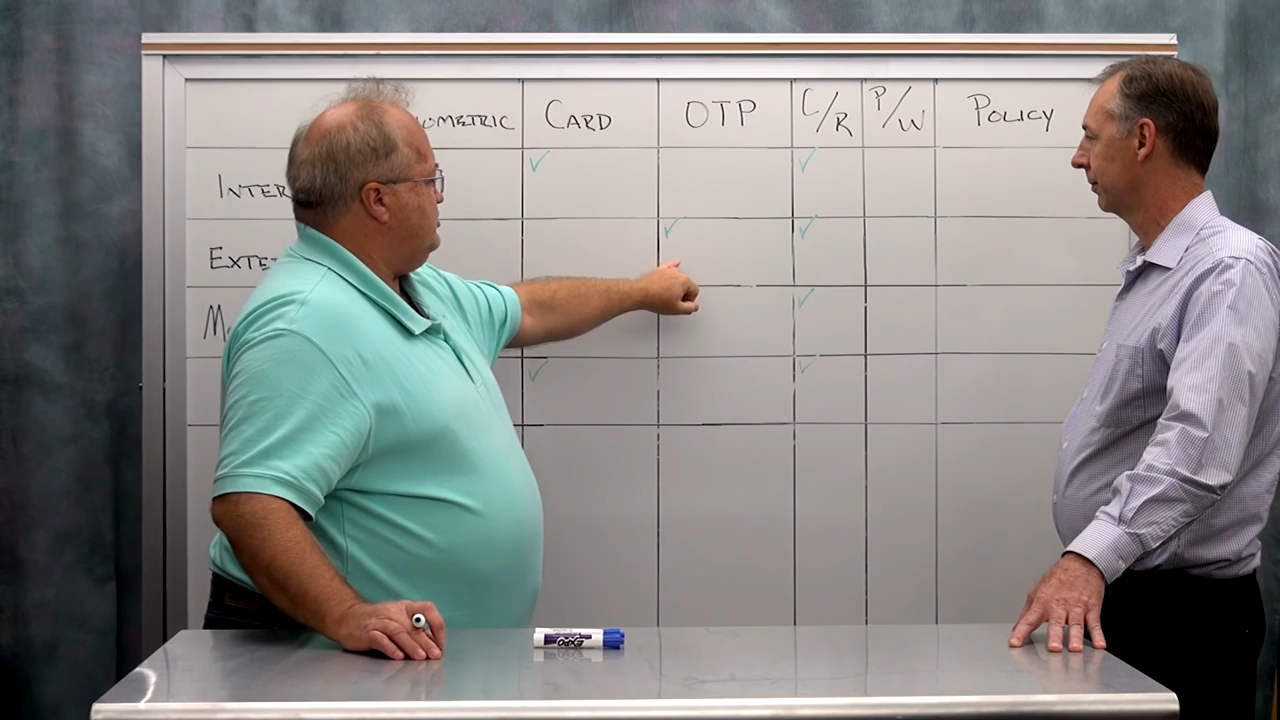 OMETRIC CARD OTP C/R P/W POLICY
INTER
EXTE
M
EXPO